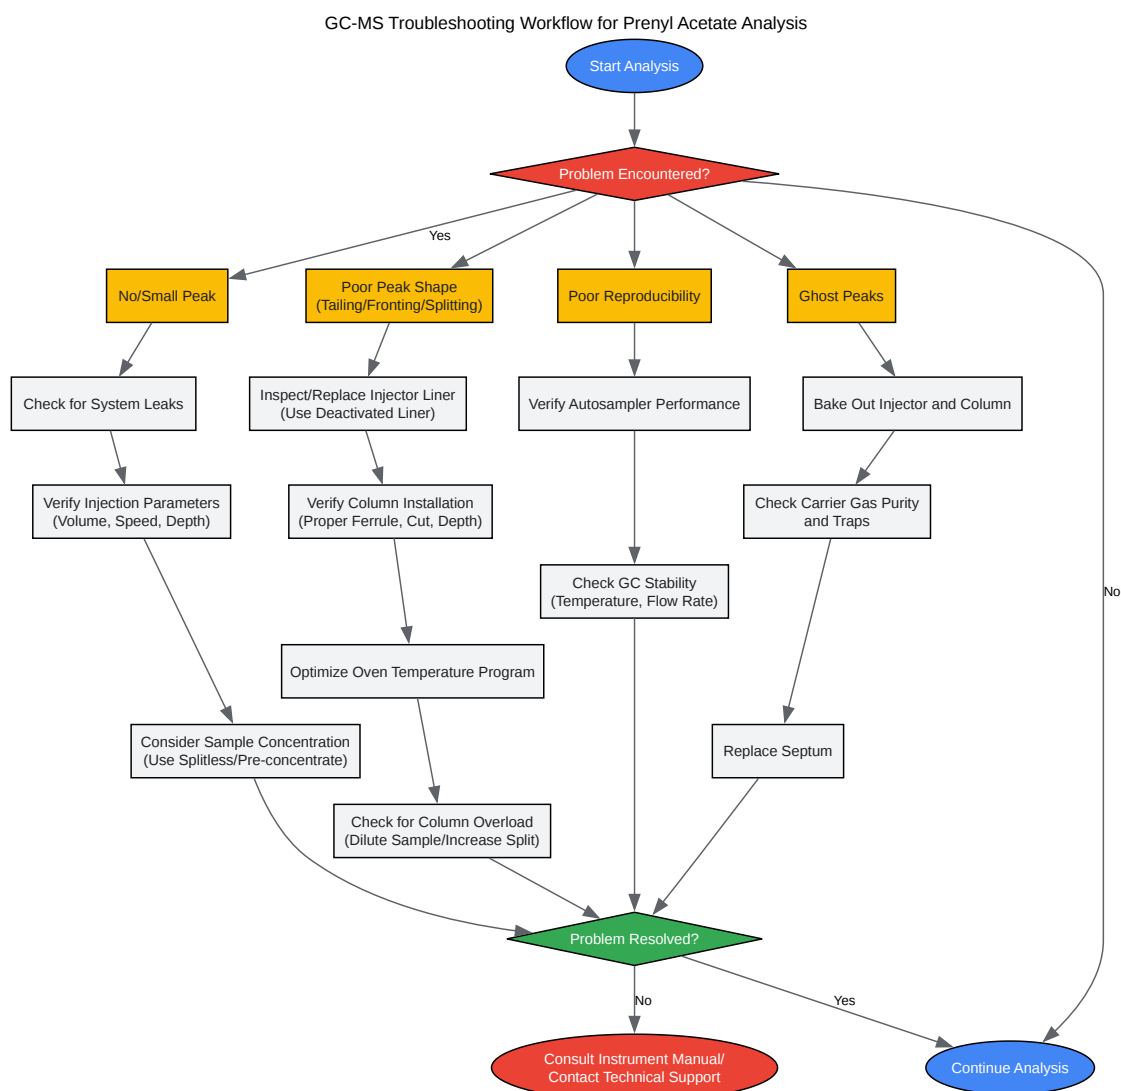 GC-MS Troubleshooting Workflow for Prenyl Acetate Analysis
Start Analysis
Problem Encountered?
Yes
No/Small Peak
Poor Peak Shape
(Tailing/Fronting/Splitting)
Poor Reproducibility
Ghost Peaks
Check for System Leaks
Inspect/Replace Injector Liner
(Use Deactivated Liner)
Verify Autosampler Performance
Bake Out Injector and Column
Verify Injection Parameters
(Volume, Speed, Depth)
Verify Column Installation
(Proper Ferrule, Cut, Depth)
Check Carrier Gas Purity
and Traps
Check GC Stability
(Temperature, Flow Rate)
No
Optimize Oven Temperature Program
Consider Sample Concentration
(Use Splitless/Pre-concentrate)
Replace Septum
Check for Column Overload
(Dilute Sample/Increase Split)
Problem Resolved?
No
Yes
Consult Instrument Manual/
Contact Technical Support
Continue Analysis